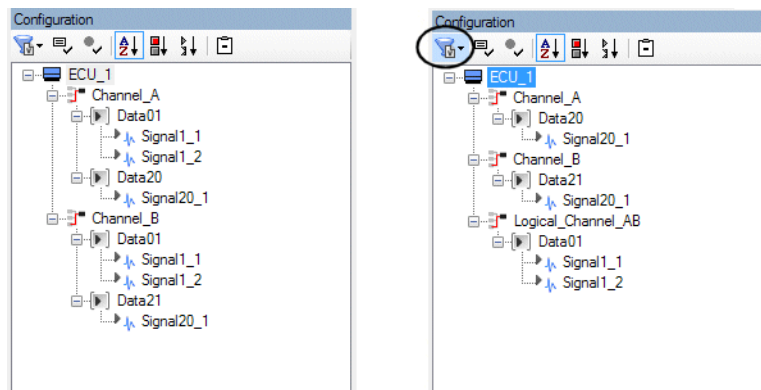 Configuration
ECU_1
Channel_A
Data01
Signal1_1
Signal1_2
Data20
Signal20_1
Channel_B
Data01
Signal1_1
Signal1_2
Data21
Signal20_1
Configuration
ECU_1
Channel_A
Data20
Signal20_1
Channel_B
Data21
Signal20_1
Logical_Channel_AB
Data01
Signal1_1
Signal1_2